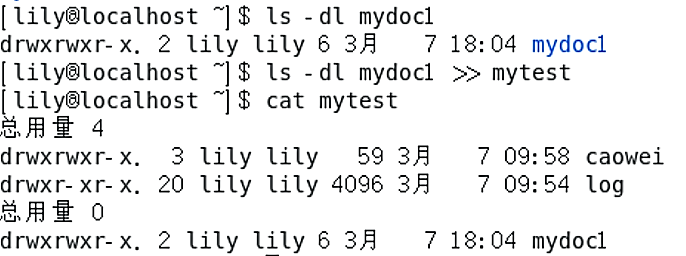 [lily@localhost ~]$ ls -dl mydoc1
drwxrwxr-x. 2 lily lily 6 3月   7 18:04 mydoc1
[lily@localhost ~]$ ls -dl mydoc1 >> mytest
[lily@localhost ~]$ cat mytest
总用量 4
drwxrwxr-x.  3 lily lily   59 3月   7 09:58 caowei
drwxr-xr-x. 20 lily lily 4096 3月   7 09:54 log
总用量 0
drwxrwxr-x. 2 lily lily 6 3月   7 18:04 mydoc1